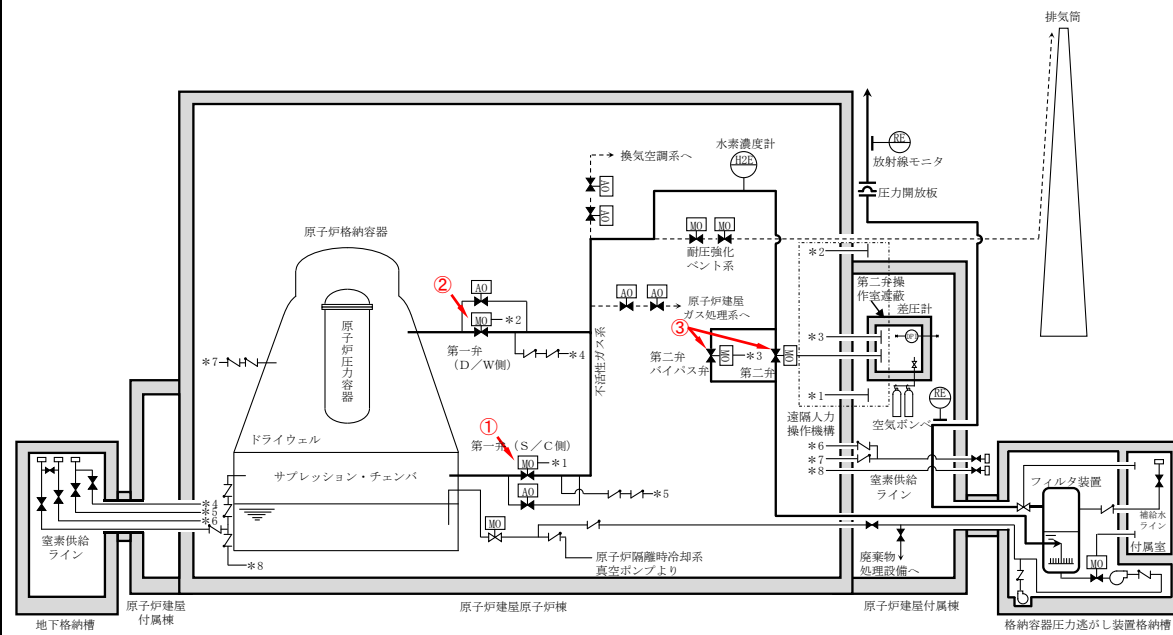 排気筒
水素濃度計
H2E
RE
放射線モニタ
圧力開放板
換気空調系へ
AO
AO
原子炉格納容器
MO
MO
耐圧強化
ベント系
*2
②
AO
MO
*2
第一弁
(D/W側)
*4
AO
AO
原子炉建屋
ガス処理系へ
不活性ガス系
③
第二弁
バイパス弁
MO
*3
第二弁
MO
第二弁操
作室遮蔽
差圧計
*3
*1
遠隔人力
操作機構
空気ボンベ
RE
原子炉圧力容器
*7
ドライウェル
①
第一弁(S/C側)
MO
*1
AO
*5
サプレッション・チェンバ
*6
*7
*8
窒素供給
ライン
*4
*5
*6
*8
窒素供給
ライン
MO
原子炉隔離時冷却系
真空ポンプより
廃棄物
処理設備へ
フィルタ装置
補給水
ライン
付属室
MO
地下格納槽
原子炉建屋
付属棟
原子炉建屋原子炉棟
原子炉建屋付属棟
格納容器圧力逃がし装置格納槽